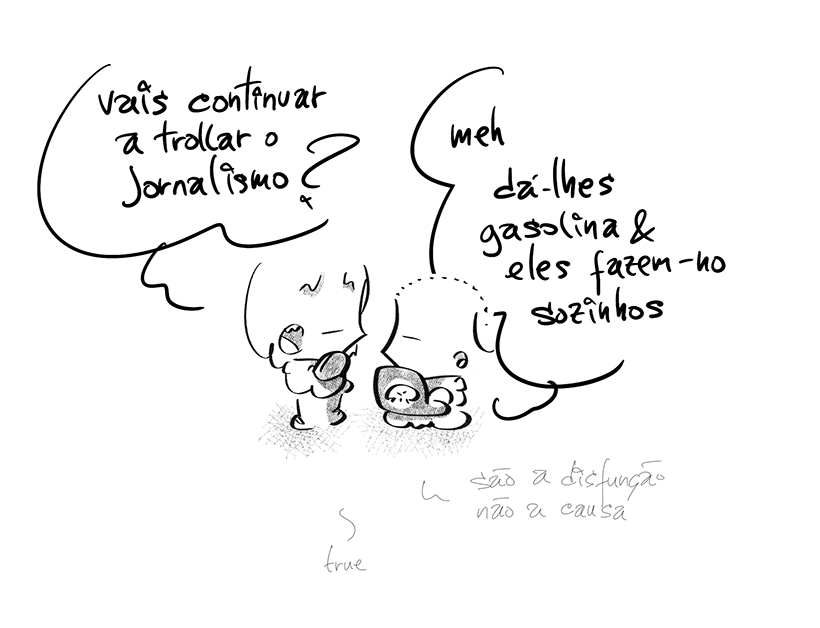 vais continuar
a trollar o
jornalismo?
meh
dá-lhes
gasolina &
eles fazem-no
sozinhos
são a disfunção
não a causa
true